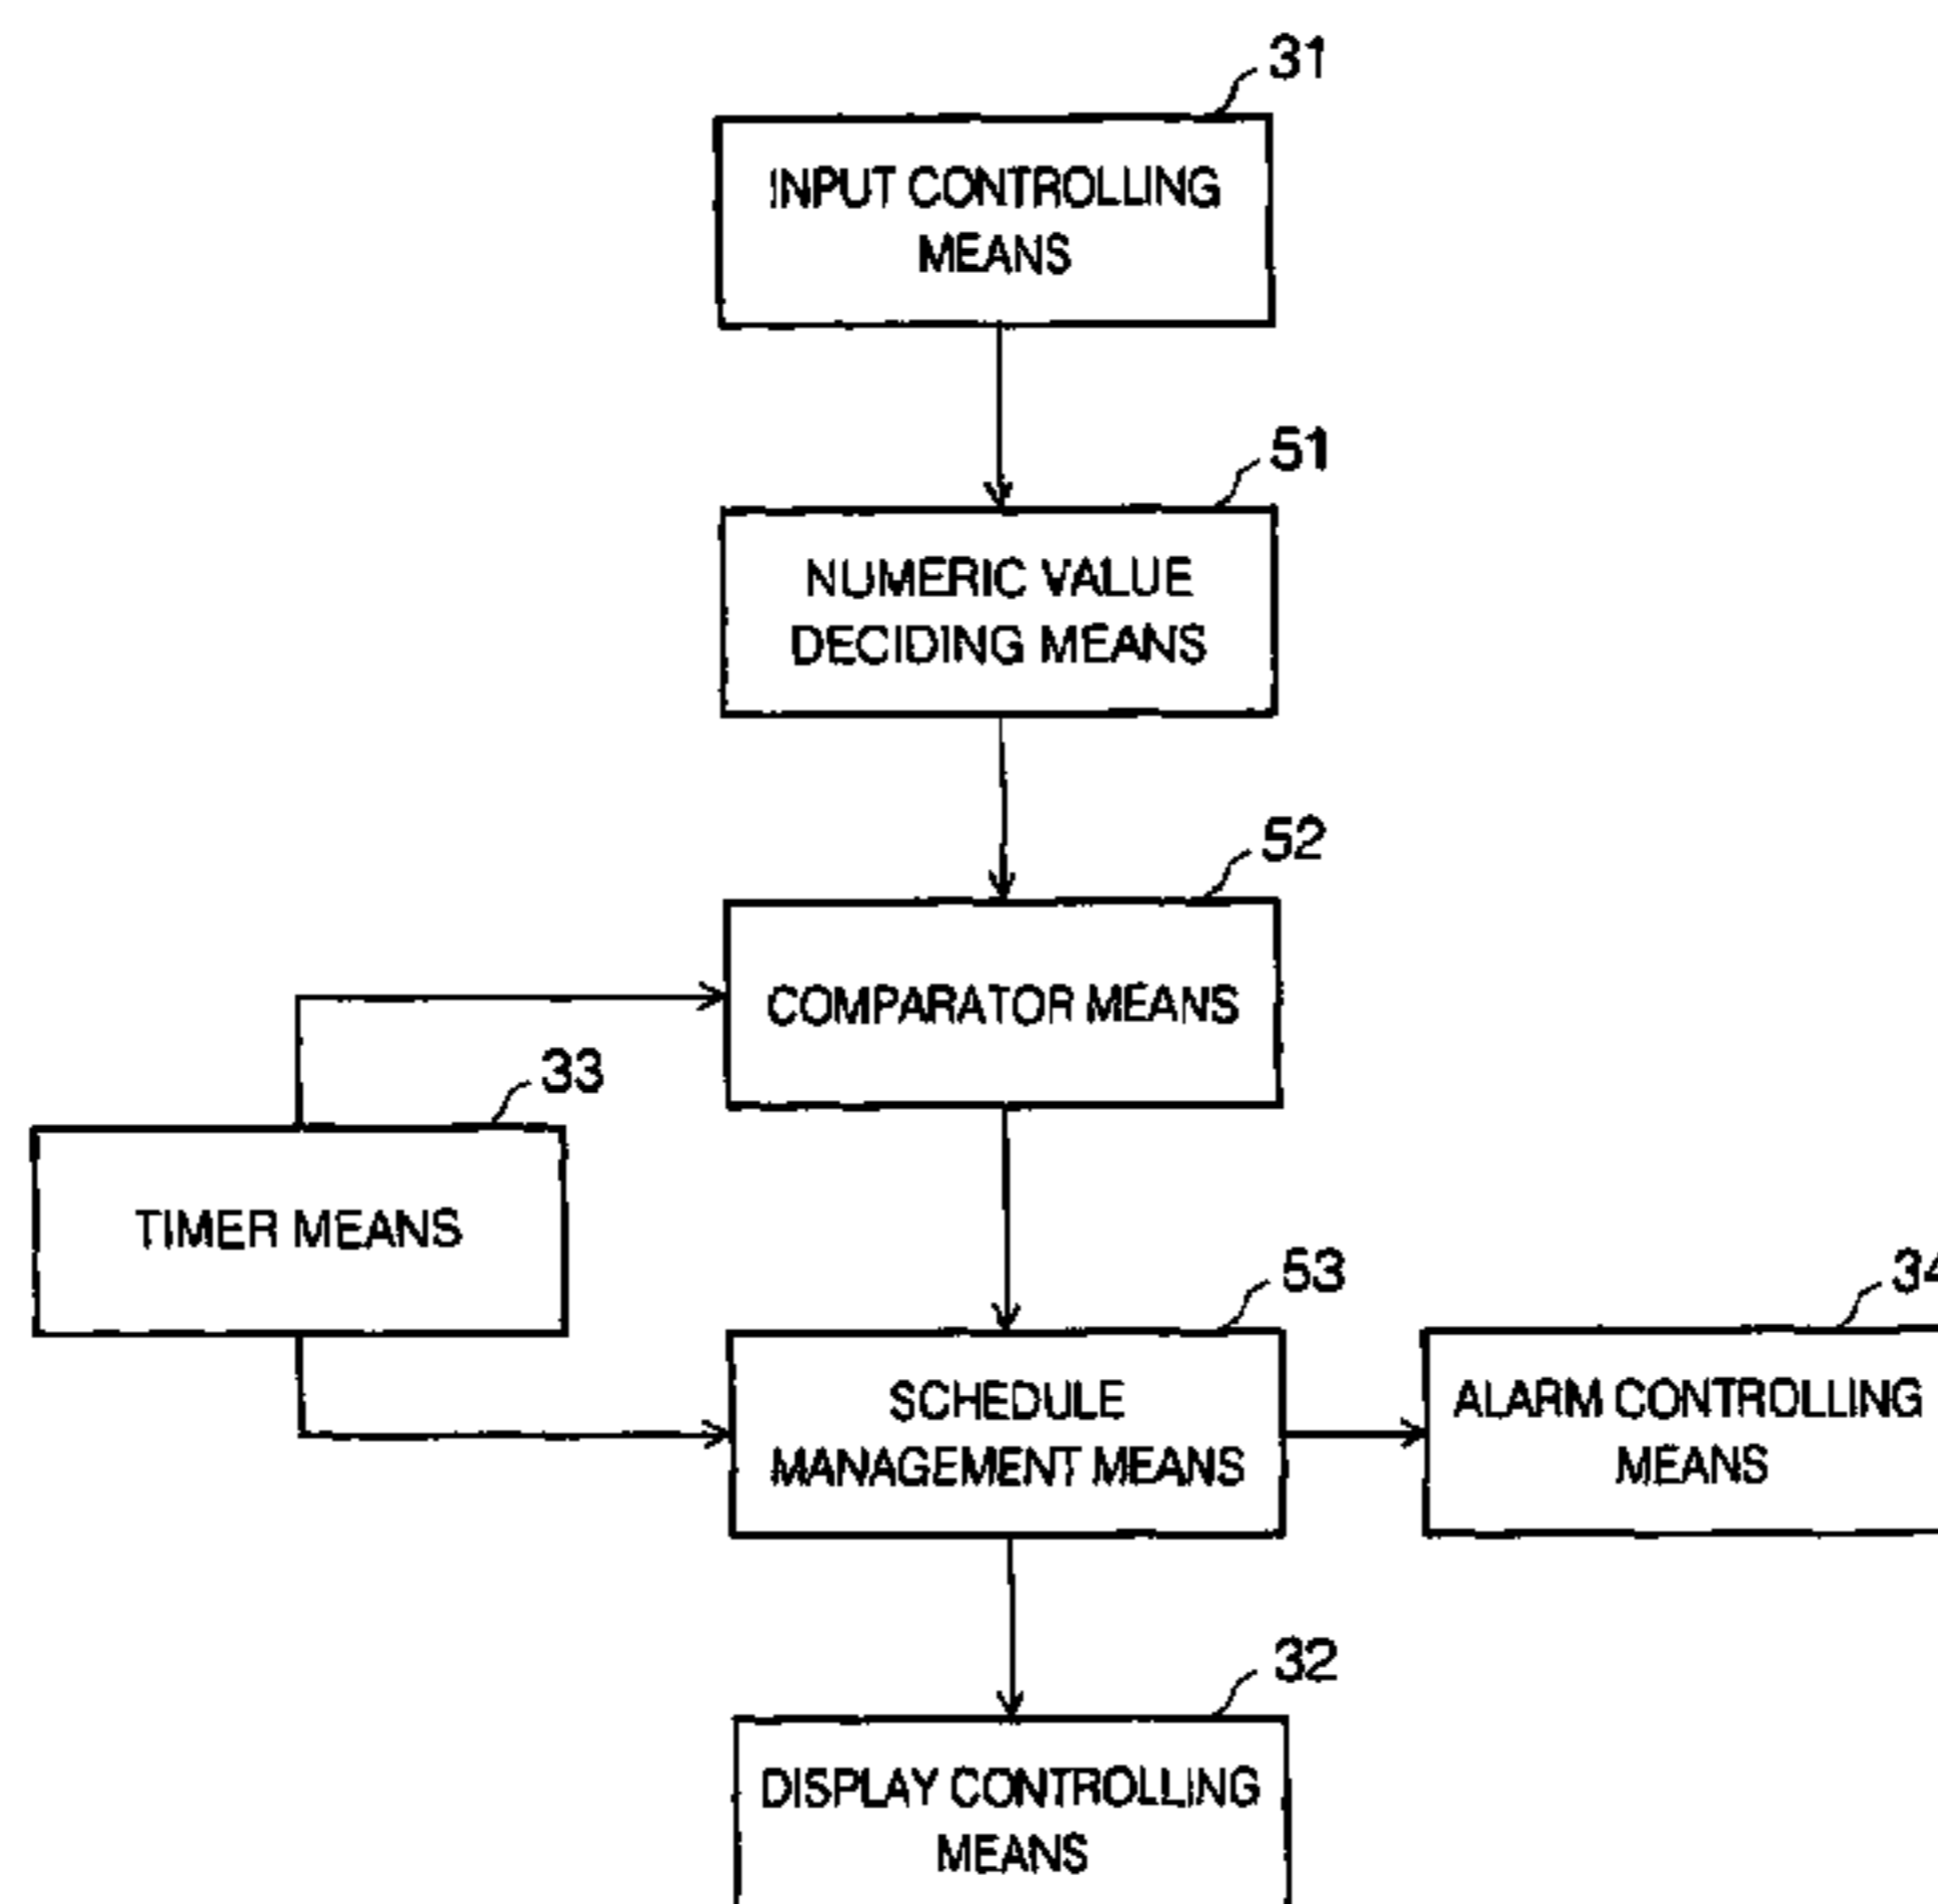 31
INPUT CONTROLLING
MEANS
51
NUMERIC VALUE
DECIDING MEANS
52
COMPARATOR MEANS
33
TIMER MEANS
53
SCHEDULE
MANAGEMENT MEANS
34
ALARM CONTROLLING
MEANS
32
DISPLAY CONTROLLING
MEANS